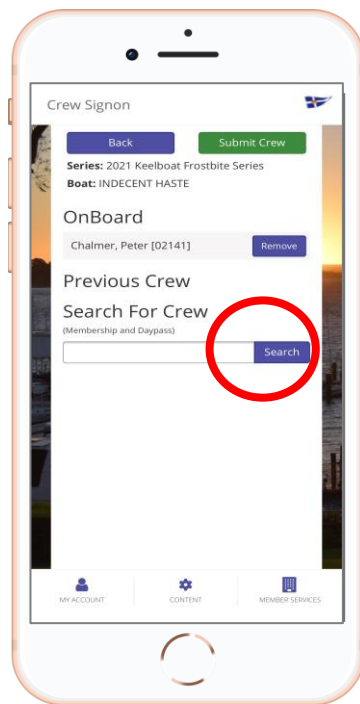 Crew Signon
Back
Submit Crew
Series: 2021 Keelboat Frostbite Series
Boat: INDECENT HASTE
OnBoard
Chalmer, Peter [02141]
Remove
Previous Crew
Search For Crew
(Membership and Daypass)
Search
MY ACCOUNT
CONTENT
MEMBER SERVICES